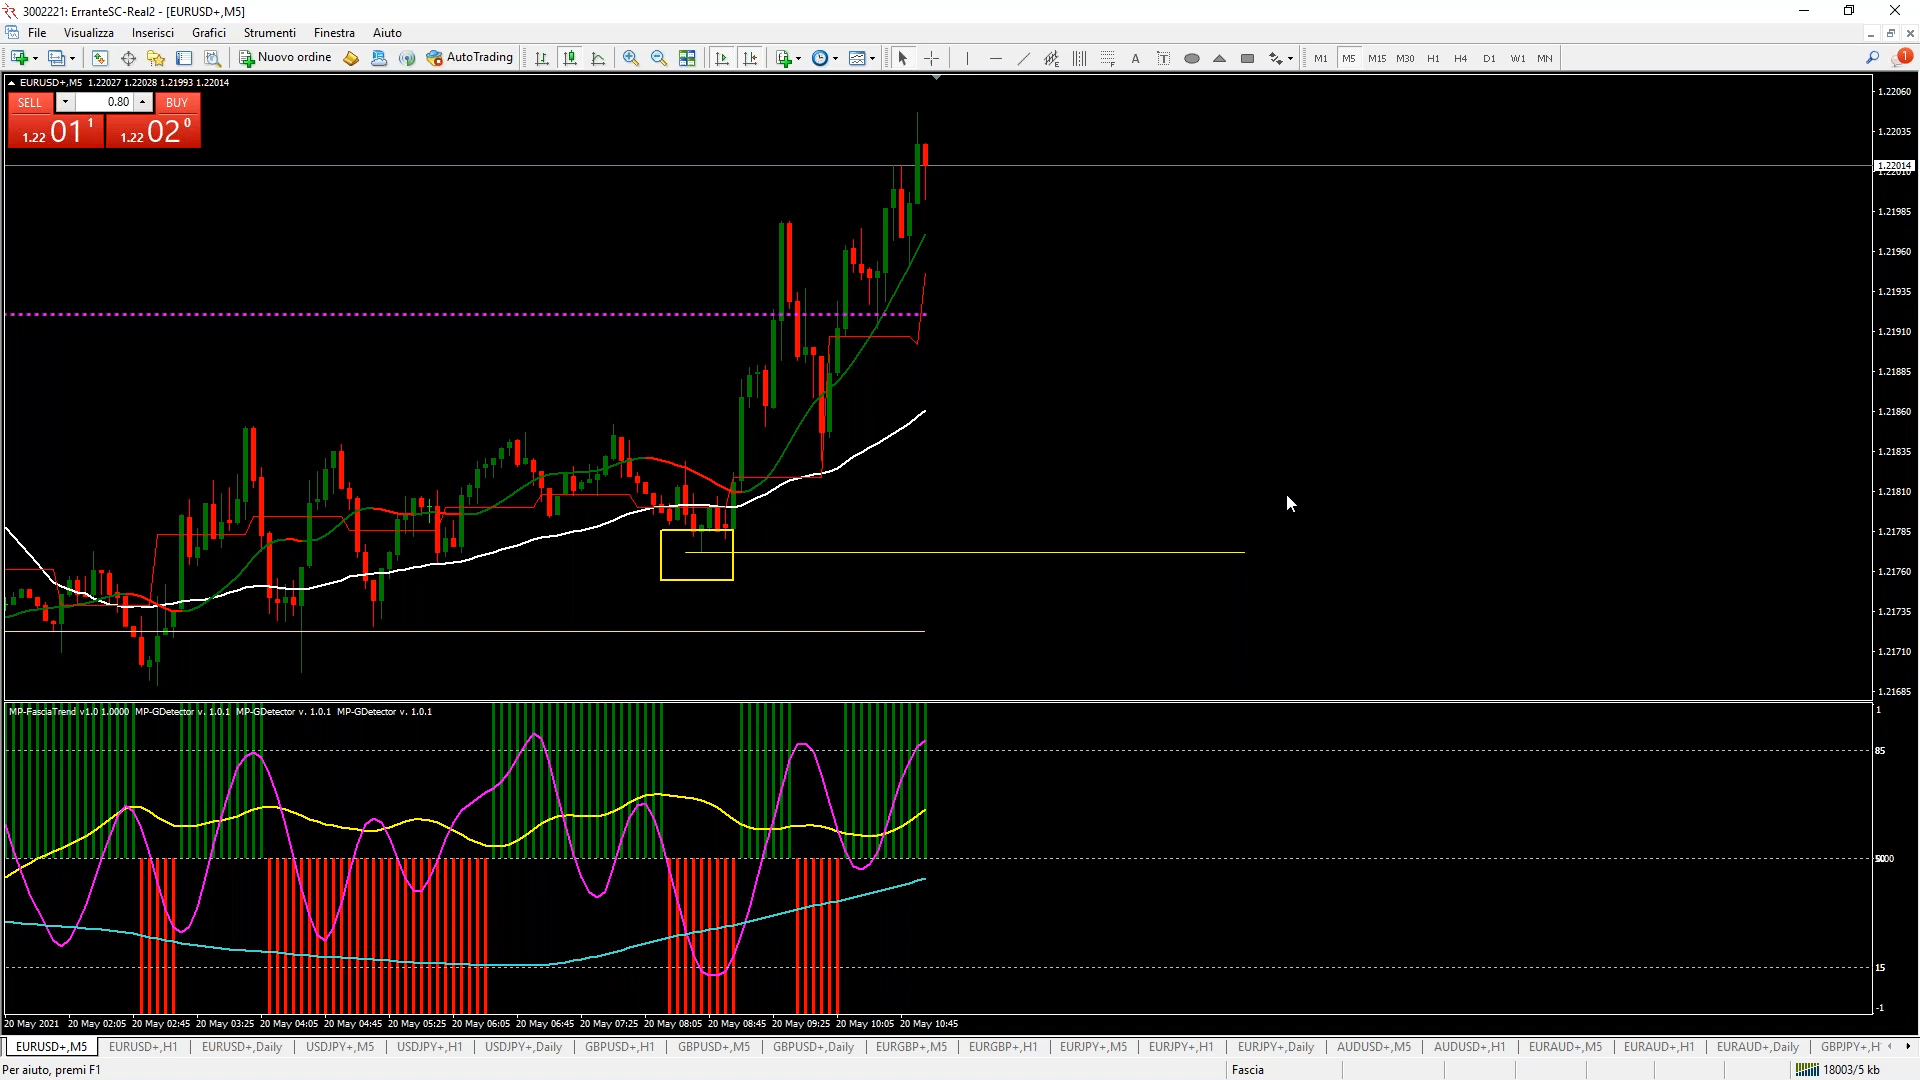 3002221: ErranteSC-Real2 - [EURUSD+,M5]
File Visualizza Inserisci Grafici Strumenti Finestra Aiuto
Nuovo ordine AutoTrading A T M1 M5 M15 M30 H1 H4 D1 W1 MN 1
EURUSD+,M5 1.22027 1.22028 1.21993 1.22014
SELL 0.80 BUY
1.22 01 1 1.22 02 0
1.22060
1.22035
1.22014
1.22010
1.21985
1.21960
1.21935
1.21910
1.21885
1.21860
1.21835
1.21810
1.21785
1.21760
1.21735
1.21710
1.21685
MP-FasciaTrend v1.0 1.0000 MP-GDetector v. 1.0.1 MP-GDetector v. 1.0.1 MP-GDetector v. 1.0.1
1
85
15
-1
20 May 2021 20 May 02:05 20 May 02:45 20 May 03:25 20 May 04:05 20 May 04:45 20 May 05:25 20 May 06:05 20 May 06:45 20 May 07:25 20 May 08:05 20 May 08:45 20 May 09:25 20 May 10:05 20 May 10:45
EURUSD+,M5 EURUSD+,H1 EURUSD+,Daily USDJPY+,M5 USDJPY+,H1 USDJPY+,Daily GBPUSD+,H1 GBPUSD+,M5 GBPUSD+,Daily EURGBP+,M5 EURGBP+,H1 EURJPY+,M5 EURJPY+,H1 EURJPY+,Daily AUDUSD+,M5 AUDUSD+,H1 EURAUD+,M5 EURAUD+,H1 EURAUD+,Daily GBPJPY+,H
Per aiuto, premi F1 Fascia 18003/5 kb